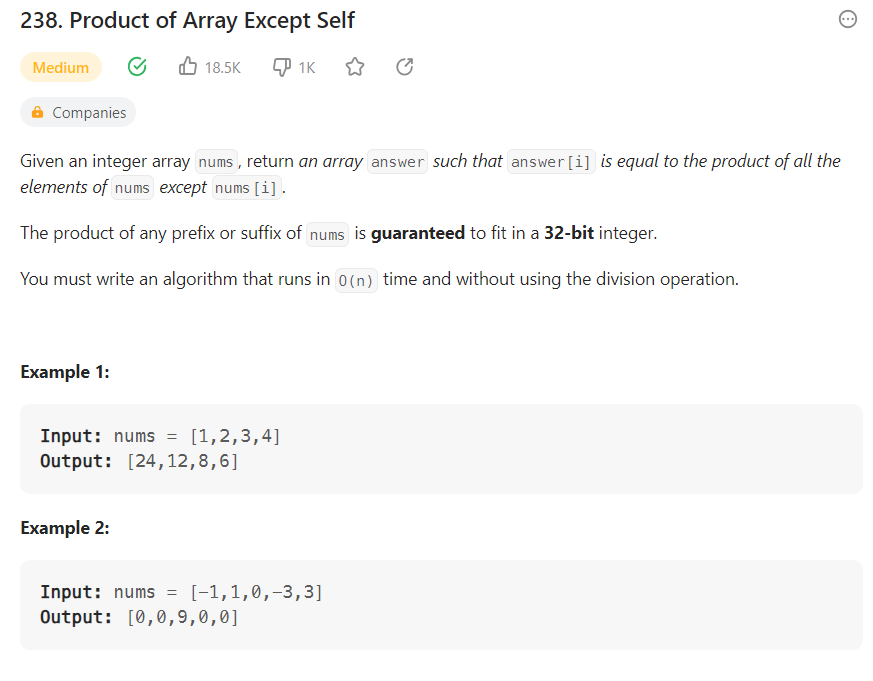 238. Product of Array Except Self
Medium 18.5K 1K
Companies
Given an integer array nums, return an array answer such that answer[i] is equal to the product of all the
elements of nums except nums[i].
The product of any prefix or suffix of nums is guaranteed to fit in a 32-bit integer.
You must write an algorithm that runs in O(n) time and without using the division operation.
Example 1:
Input: nums = [1,2,3,4]
Output: [24,12,8,6]
Example 2:
Input: nums = [-1,1,0,-3,3]
Output: [0,0,9,0,0]